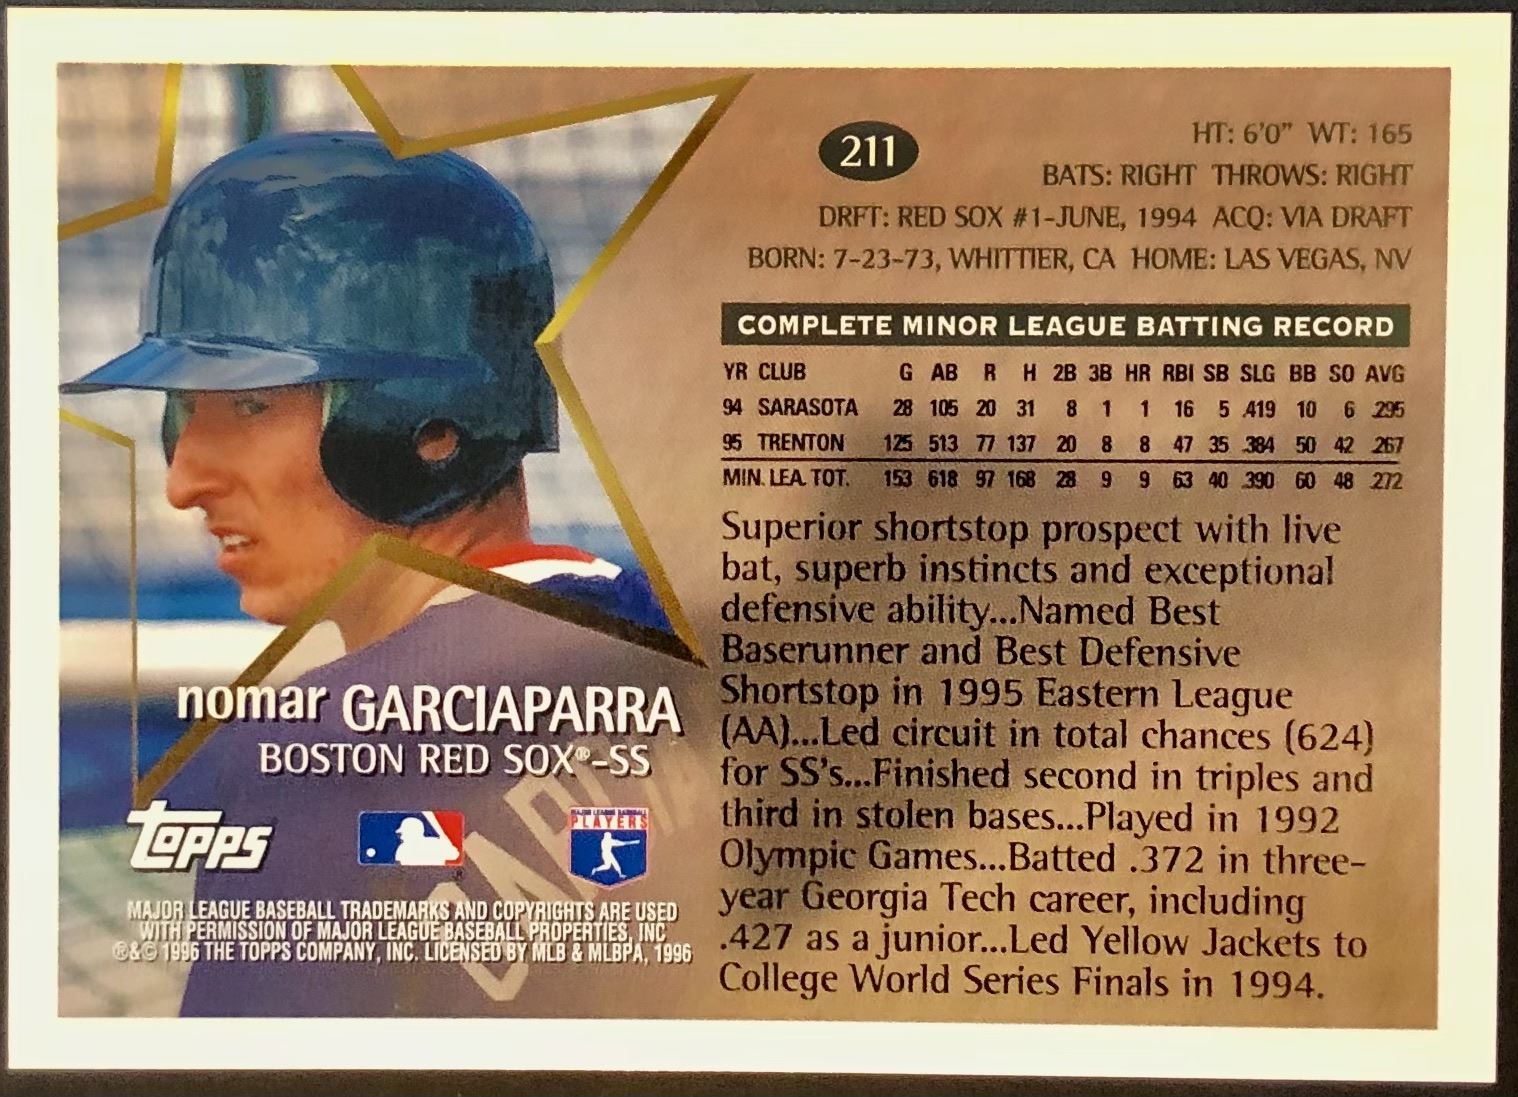 211
HT: 6'0" WT: 165
BATS: RIGHT THROWS: RIGHT
DRFT: RED SOX #1-JUNE, 1994 ACQ: VIA DRAFT
BORN: 7-23-73, WHITTIER, CA HOME: LAS VEGAS, NV
COMPLETE MINOR LEAGUE BATTING RECORD
YR CLUB G AB R H 2B 3B HR RBI SB SLG BB SO AVG
94 SARASOTA 28 105 20 31 8 1 1 16 5 .419 10 6 .295
95 TRENTON 125 513 77 137 20 8 8 47 35 .384 50 42 .267
MIN. LEA. TOT. 153 618 97 168 28 9 9 63 40 .390 60 48 .272
Superior shortstop prospect with live
bat, superb instincts and exceptional
defensive ability...Named Best
Baserunner and Best Defensive
Shortstop in 1995 Eastern League
(AA)...Led circuit in total chances (624)
for SS's...Finished second in triples and
third in stolen bases...Played in 1992
Olympic Games...Batted .372 in three-
year Georgia Tech career, including
.427 as a junior...Led Yellow Jackets to
College World Series Finals in 1994.
nomar GARCIAPARRA
BOSTON RED SOX®-SS
TOPPS
MAJOR LEAGUE BASEBALL
PLAYERS
MAJOR LEAGUE BASEBALL TRADEMARKS AND COPYRIGHTS ARE USED
WITH PERMISSION OF MAJOR LEAGUE BASEBALL PROPERTIES, INC
®&© 1996 THE TOPPS COMPANY, INC. LICENSED BY MLB & MLBPA, 1996